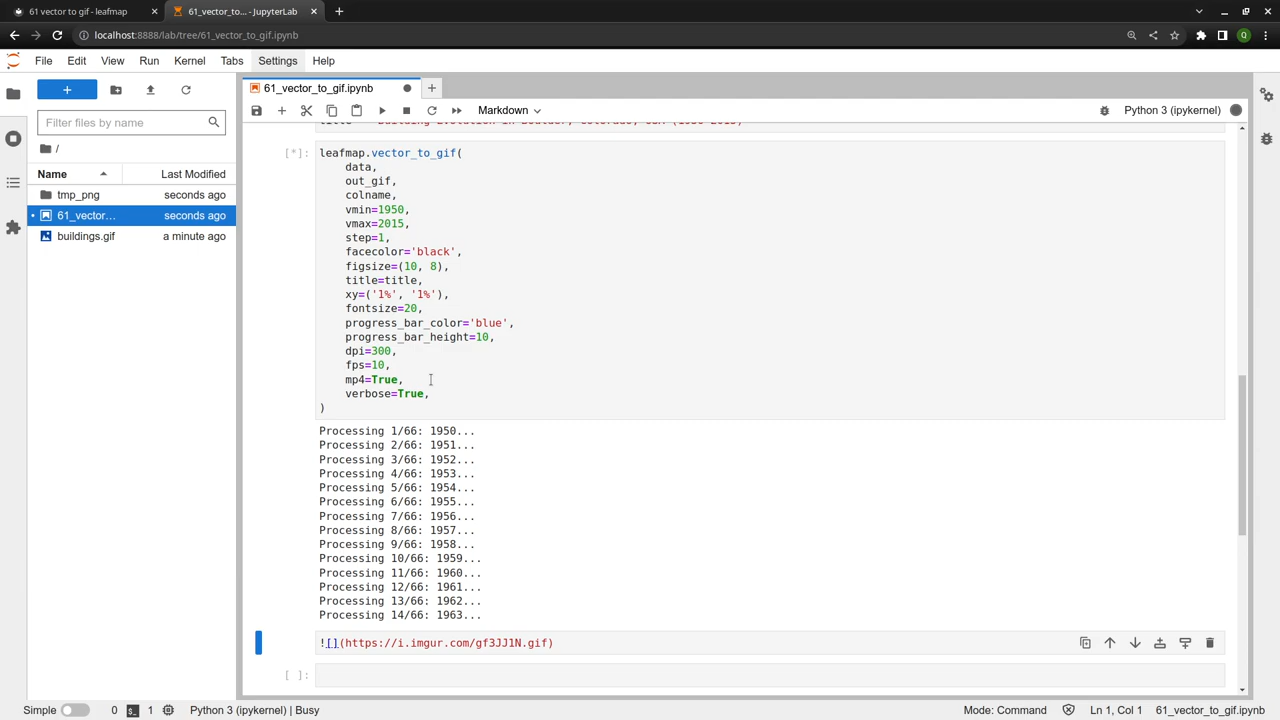 61 vector to gif - leafmap
61_vector_to... - JupyterLab
localhost:8888/lab/tree/61_vector_to_gif.ipynb
Q
File Edit View Run Kernel Tabs Settings Help
61_vector_to_gif.ipynb
Markdown
Python 3 (ipykernel)
Filter files by name
/
Name Last Modified
tmp_png seconds ago
61_vector... seconds ago
buildings.gif a minute ago
[*]:
leafmap.vector_to_gif(
data,
out_gif,
colname,
vmin=1950,
vmax=2015,
step=1,
facecolor='black',
figsize=(10, 8),
title=title,
xy=('1%', '1%'),
fontsize=20,
progress_bar_color='blue',
progress_bar_height=10,
dpi=300,
fps=10,
mp4=True,
verbose=True,
)
Processing 1/66: 1950...
Processing 2/66: 1951...
Processing 3/66: 1952...
Processing 4/66: 1953...
Processing 5/66: 1954...
Processing 6/66: 1955...
Processing 7/66: 1956...
Processing 8/66: 1957...
Processing 9/66: 1958...
Processing 10/66: 1959...
Processing 11/66: 1960...
Processing 12/66: 1961...
Processing 13/66: 1962...
Processing 14/66: 1963...
![](https://i.imgur.com/gf3JJ1N.gif)
[ ]:
Simple 0 1 Python 3 (ipykernel) | Busy Mode: Command Ln 1, Col 1 61_vector_to_gif.ipynb